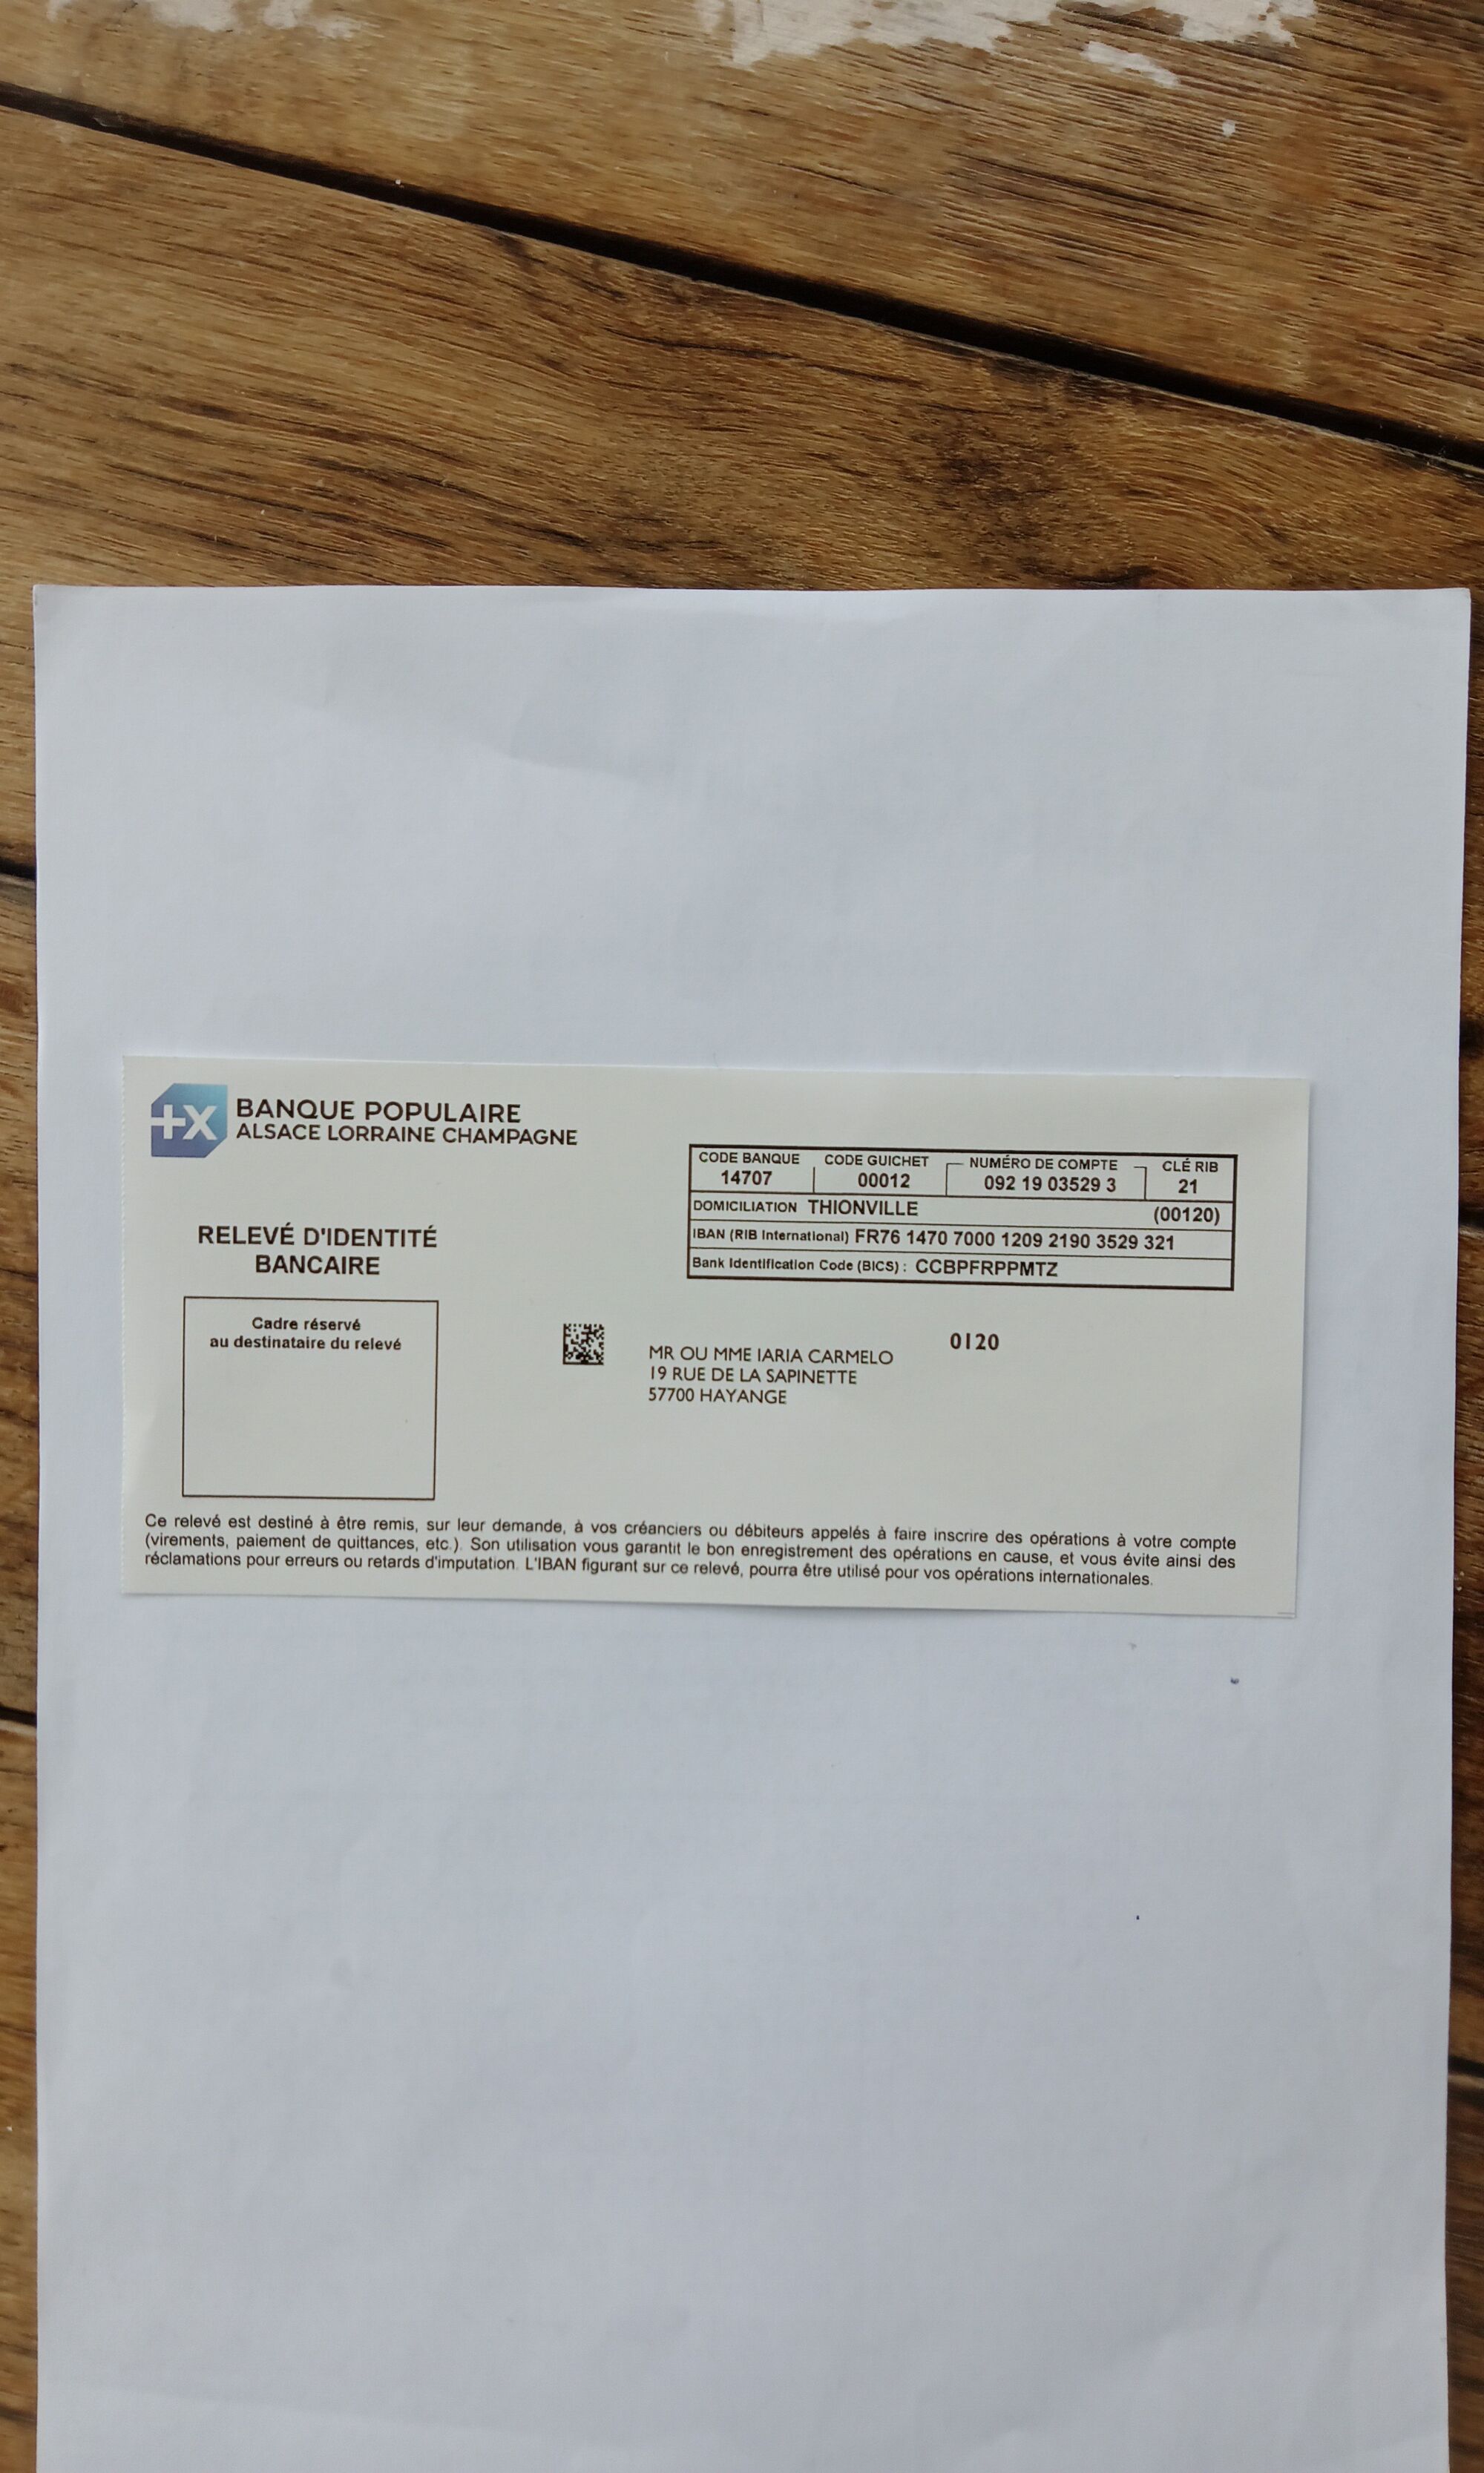 +X BANQUE POPULAIRE
ALSACE LORRAINE CHAMPAGNE
RELEVÉ D'IDENTITÉ
BANCAIRE
CODE BANQUE CODE GUICHET NUMÉRO DE COMPTE CLÉ RIB
14707 00012 092 19 03529 3 21
DOMICILIATION THIONVILLE (00120)
IBAN (RIB International) FR76 1470 7000 1209 2190 3529 321
Bank Identification Code (BICS) : CCBPFRPPMTZ
Cadre réservé
au destinataire du relevé
0120
MR OU MME IARIA CARMELO
19 RUE DE LA SAPINETTE
57700 HAYANGE
Ce relevé est destiné à être remis, sur leur demande, à vos créanciers ou débiteurs appelés à faire inscrire des opérations à votre compte
(virements, paiement de quittances, etc.). Son utilisation vous garantit le bon enregistrement des opérations en cause, et vous évite ainsi des
réclamations pour erreurs ou retards d'imputation. L'IBAN figurant sur ce relevé, pourra être utilisé pour vos opérations internationales.